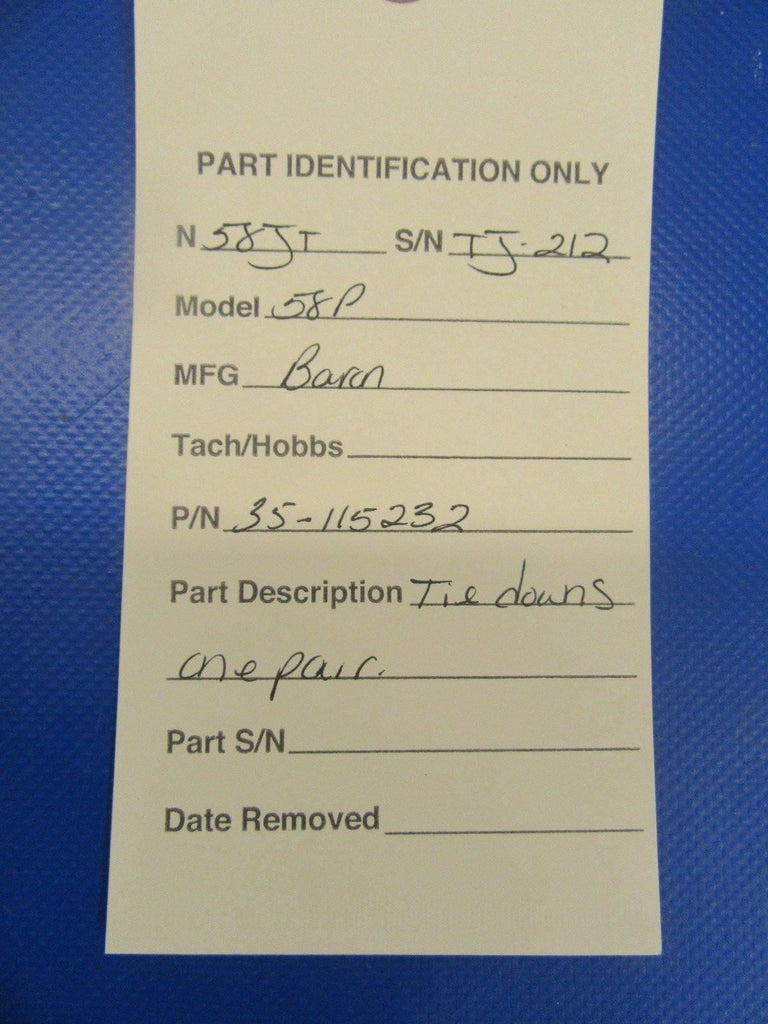 PART IDENTIFICATION ONLY
N 58JT S/N TJ-212
Model 58P
MFG Baron
Tach/Hobbs
P/N 35-115232
Part Description Tie downs
one pair.
Part S/N
Date Removed